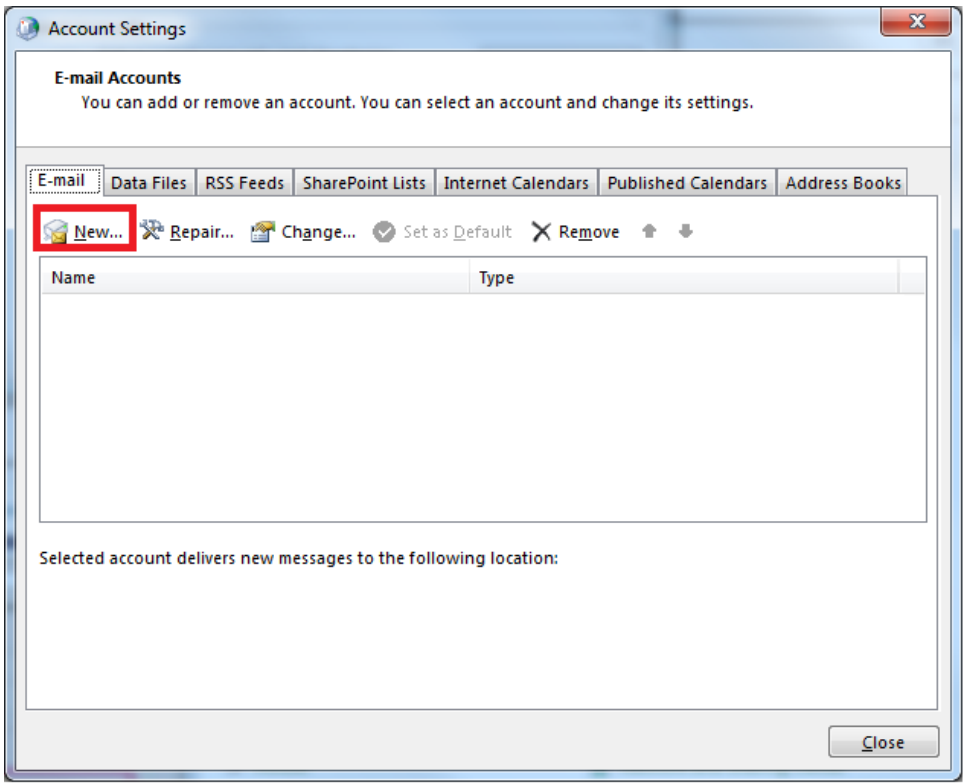 Account Settings
E-mail Accounts
You can add or remove an account. You can select an account and change its settings.
E-mail Data Files RSS Feeds SharePoint Lists Internet Calendars Published Calendars Address Books
New... Repair... Change... Set as Default Remove
Name Type
Selected account delivers new messages to the following location:
Close